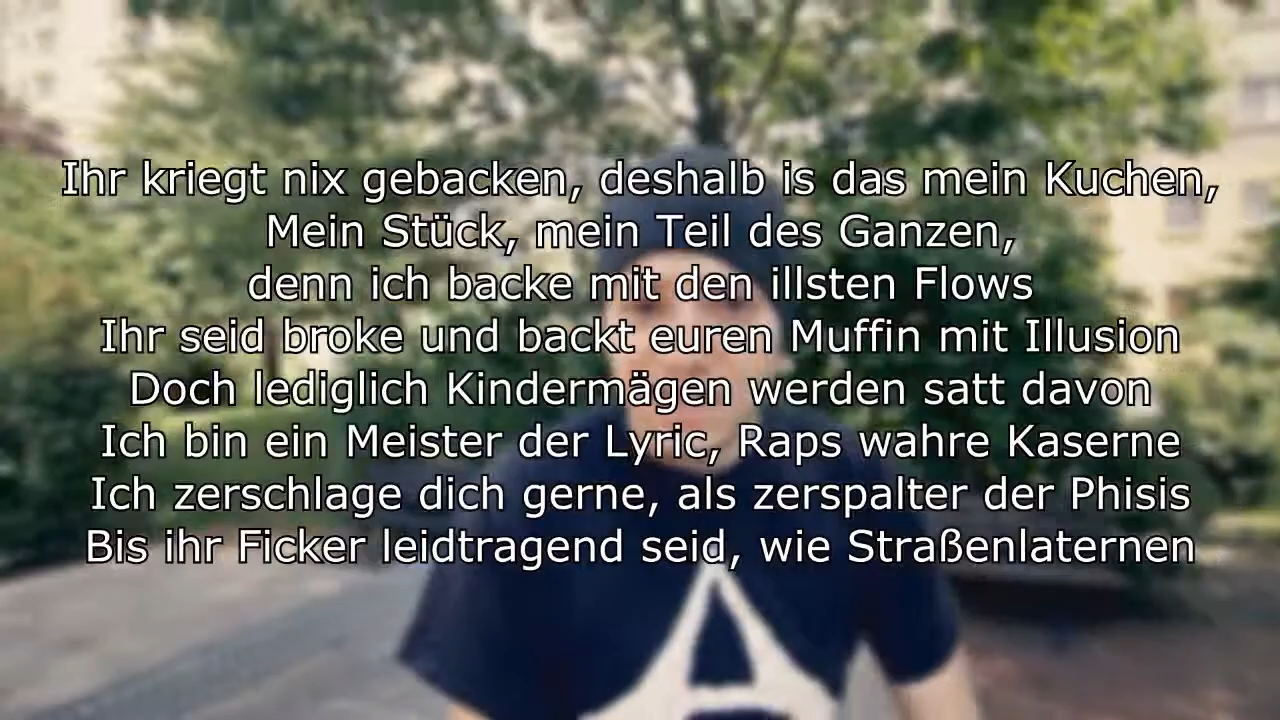 Ihr kriegt nix gebacken, deshalb is das mein Kuchen,
Mein Stück, mein Teil des Ganzen,
denn ich backe mit den illsten Flows
Ihr seid broke und backt euren Muffin mit Illusion
Doch lediglich Kindermägen werden satt davon
Ich bin ein Meister der Lyric, Raps wahre Kaserne
Ich zerschlage dich gerne, als zerspalter der Phisis
Bis ihr Ficker leidtragend seid, wie Straßenlaternen